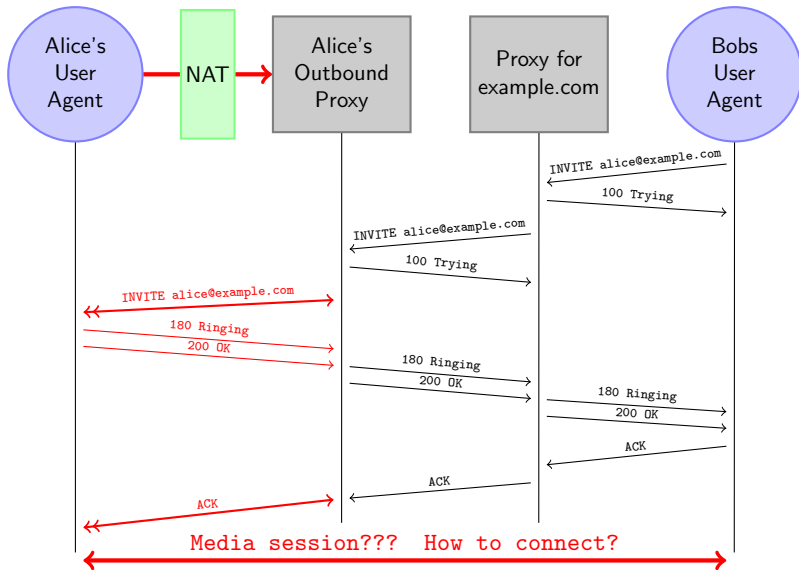 Alice's
User
Agent
NAT
Alice's
Outbound
Proxy
Proxy for
example.com
Bobs
User
Agent
INVITE alice@example.com
100 Trying
INVITE alice@example.com
100 Trying
INVITE alice@example.com
180 Ringing
200 OK
180 Ringing
200 OK
180 Ringing
200 OK
ACK
ACK
ACK
Media session??? How to connect?